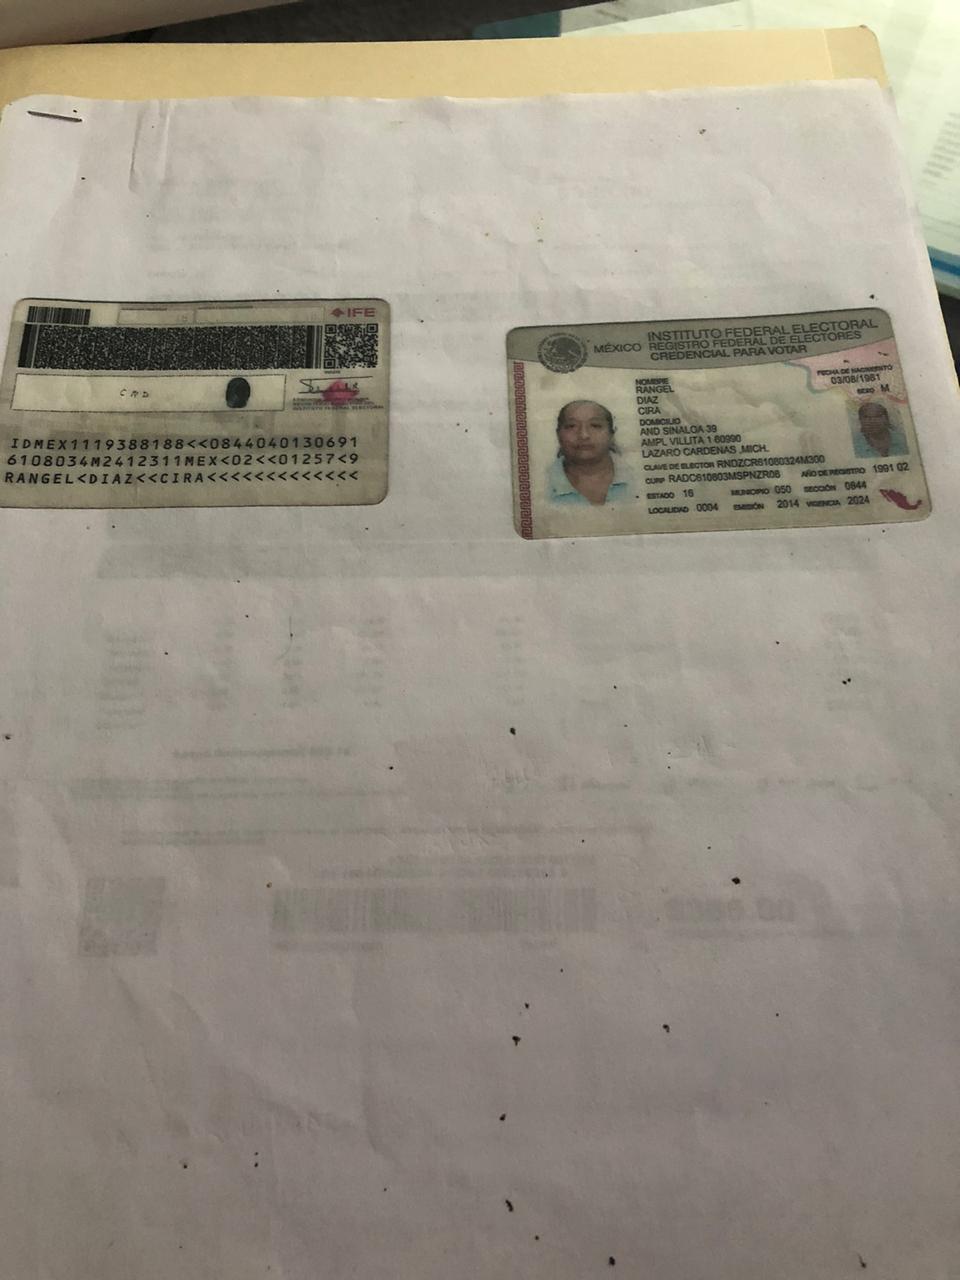 IFE
CRD
INSTITUTO FEDERAL ELECTORAL
IDMEX1119388188<<0844040130691
6108034M2412311MEX<02<<01257<9
RANGEL<DIAZ<<CIRA<<<<<<<<<<<<<
MÉXICO
INSTITUTO FEDERAL ELECTORAL
REGISTRO FEDERAL DE ELECTORES
CREDENCIAL PARA VOTAR
FECHA DE NACIMIENTO
03/08/1961
SEXO M
NOMBRE
RANGEL
DIAZ
CIRA
DOMICILIO
AND SINALOA 39
AMPL VILLITA 1 60990
LAZARO CARDENAS ,MICH.
CLAVE DE ELECTOR RNDZCR61080324M300
CURP RADC610803MSPNZR08 AÑO DE REGISTRO 1991 02
ESTADO 16 MUNICIPIO 050 SECCIÓN 0844
LOCALIDAD 0004 EMISIÓN 2014 VIGENCIA 2024